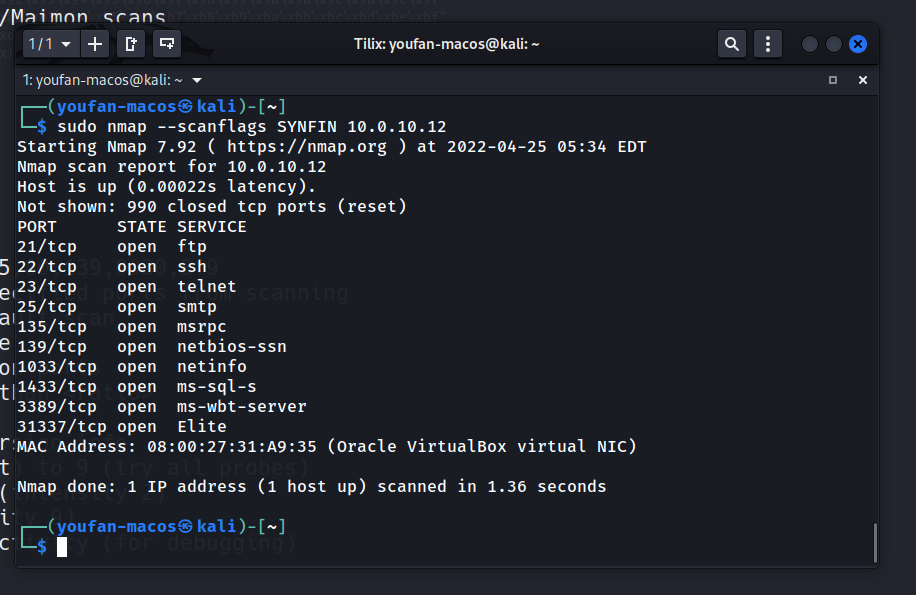 /Maimon scans
1/1
Tilix: youfan-macos@kali: ~
1: youfan-macos@kali: ~
┌──(youfan-macos㉿kali)-[~]
└─$ sudo nmap --scanflags SYNFIN 10.0.10.12
Starting Nmap 7.92 ( https://nmap.org ) at 2022-04-25 05:34 EDT
Nmap scan report for 10.0.10.12
Host is up (0.00022s latency).
Not shown: 990 closed tcp ports (reset)
PORT      STATE SERVICE
21/tcp    open  ftp
22/tcp    open  ssh
23/tcp    open  telnet
25/tcp    open  smtp
135/tcp   open  msrpc
139/tcp   open  netbios-ssn
1033/tcp  open  netinfo
1433/tcp  open  ms-sql-s
3389/tcp  open  ms-wbt-server
31337/tcp open  Elite
MAC Address: 08:00:27:31:A9:35 (Oracle VirtualBox virtual NIC)
to 9 (try all probes)
Nmap done: 1 IP address (1 host up) scanned in 1.36 seconds
┌──(youfan-macos㉿kali)-[~]
└─$
(for debugging)